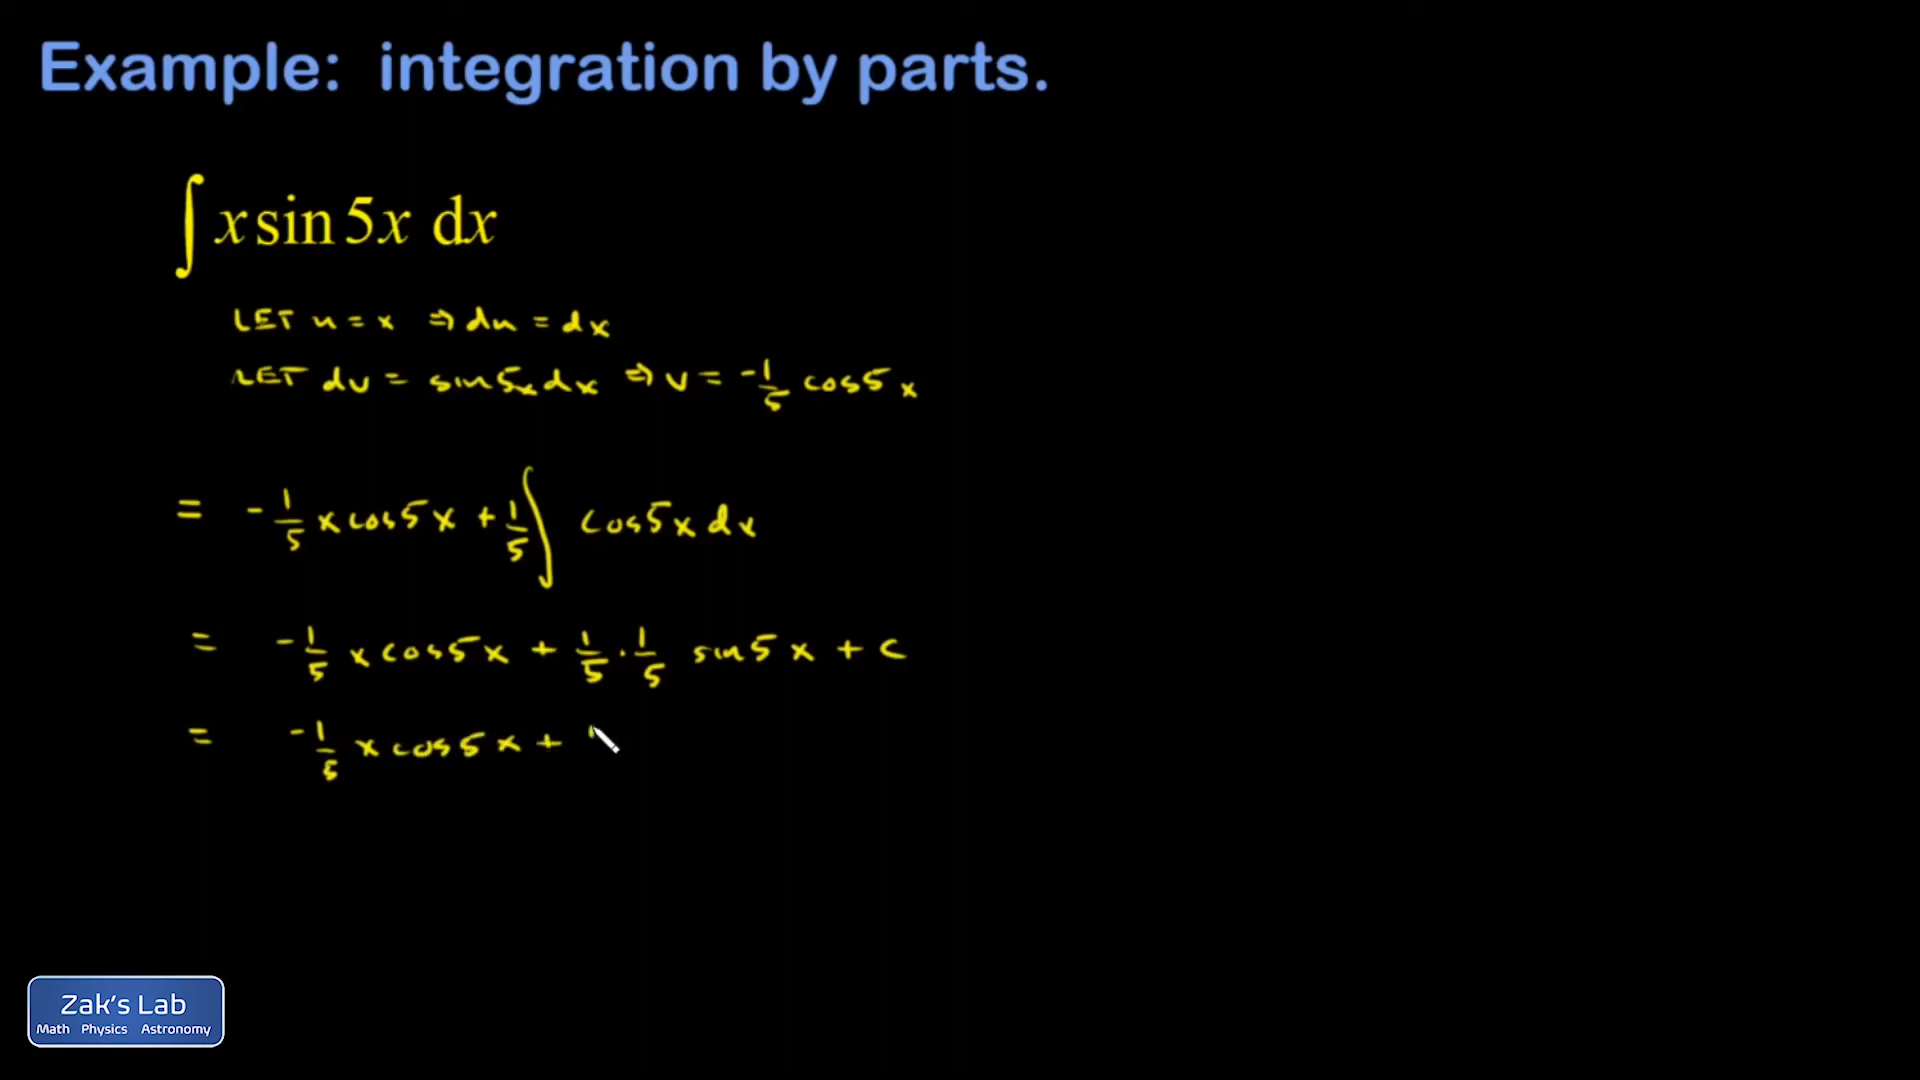 Example: integration by parts.
∫ x sin 5x dx
LET u = x ⇒ du = dx
LET dv = sin5x dx ⇒ v = -1/5 cos5x
= -1/5 x cos5x + 1/5 ∫ cos5x dx
= -1/5 x cos5x + 1/5 · 1/5 sin5x + C
= -1/5 x cos5x +
Zak's Lab
Math Physics Astronomy